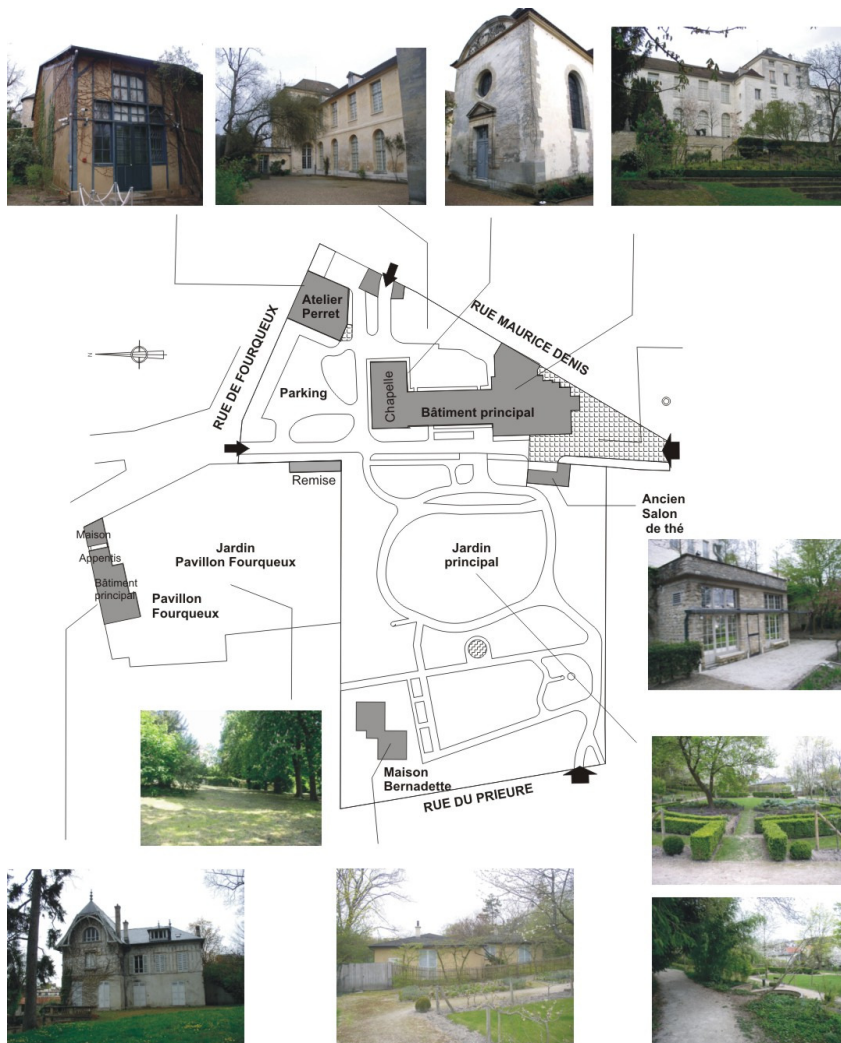 Atelier
Perret
RUE DE FOURQUEUX
RUE MAURICE DENIS
N
Parking
Chapelle
Bâtiment principal
Remise
Ancien
Salon
de thé
Maison
Appentis
Bâtiment
principal
Pavillon
Fourqueux
Jardin
Pavillon Fourqueux
Jardin
principal
Maison
Bernadette
RUE DU PRIEURE